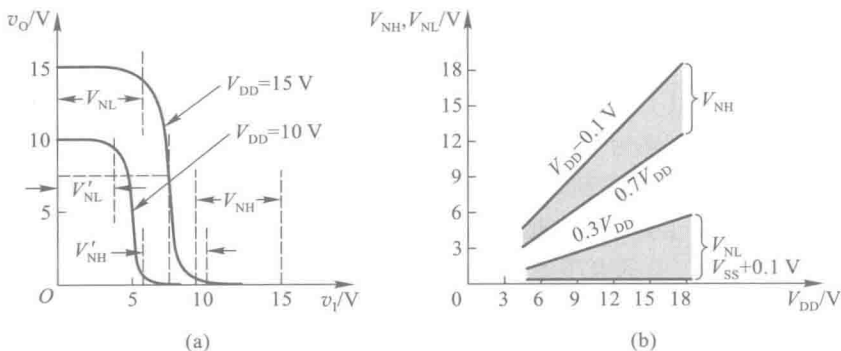 v_O/V
15
10
5
O
5
10
15
v_I/V
V_NL
V_DD=15 V
V_DD=10 V
V'_NL
V_NH
V'_NH
(a)
V_NH, V_NL/V
18
15
12
9
6
3
0
3
6
9
12
15
18
V_DD/V
V_DD-0.1 V
0.7V_DD
0.3V_DD
V_NH
V_NL
V_SS+0.1 V
(b)